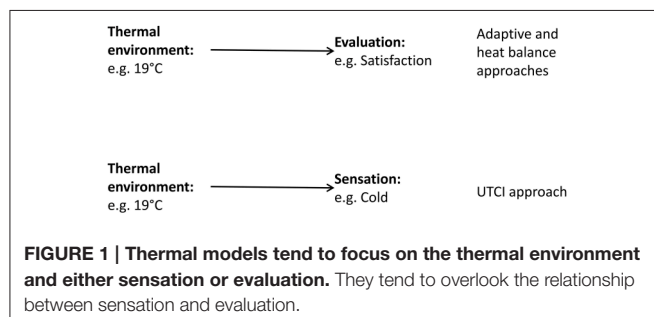 Thermal environment: e.g. 19°C
Evaluation: e.g. Satisfaction
Adaptive and heat balance approaches
Thermal environment: e.g. 19°C
Sensation: e.g. Cold
UTCI approach
FIGURE 1 | Thermal models tend to focus on the thermal environment
and either sensation or evaluation. They tend to overlook the relationship
between sensation and evaluation.